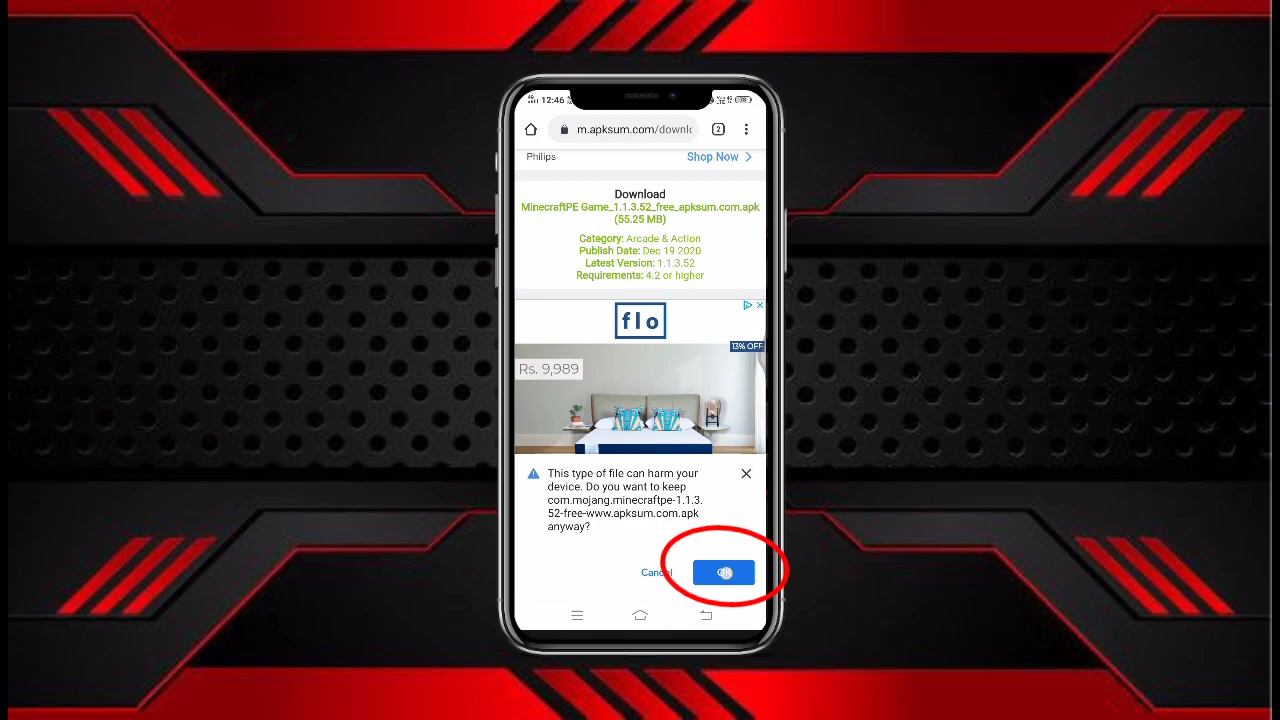 12:46
m.apksum.com/downlo
2
Philips
Shop Now
Download
MinecraftPE Game_1.1.3.52_free_apksum.com.apk
(55.25 MB)
Category: Arcade & Action
Publish Date: Dec 19 2020
Latest Version: 1.1.3.52
Requirements: 4.2 or higher
flo
13% OFF
Rs. 9,989
This type of file can harm your
device. Do you want to keep
com.mojang.minecraftpe-1.1.3.
52-free-www.apksum.com.apk
anyway?
Cancel
OK